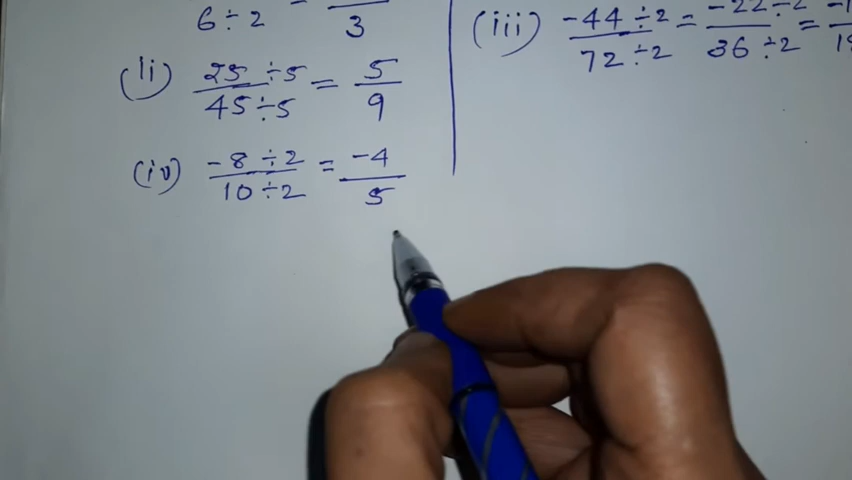 6÷2 = 3
(ii) 25÷5/45÷5 = 5/9
(iv) -8÷2/10÷2 = -4/5
(iii) -44÷2/72÷2 = -22÷2/36÷2 =